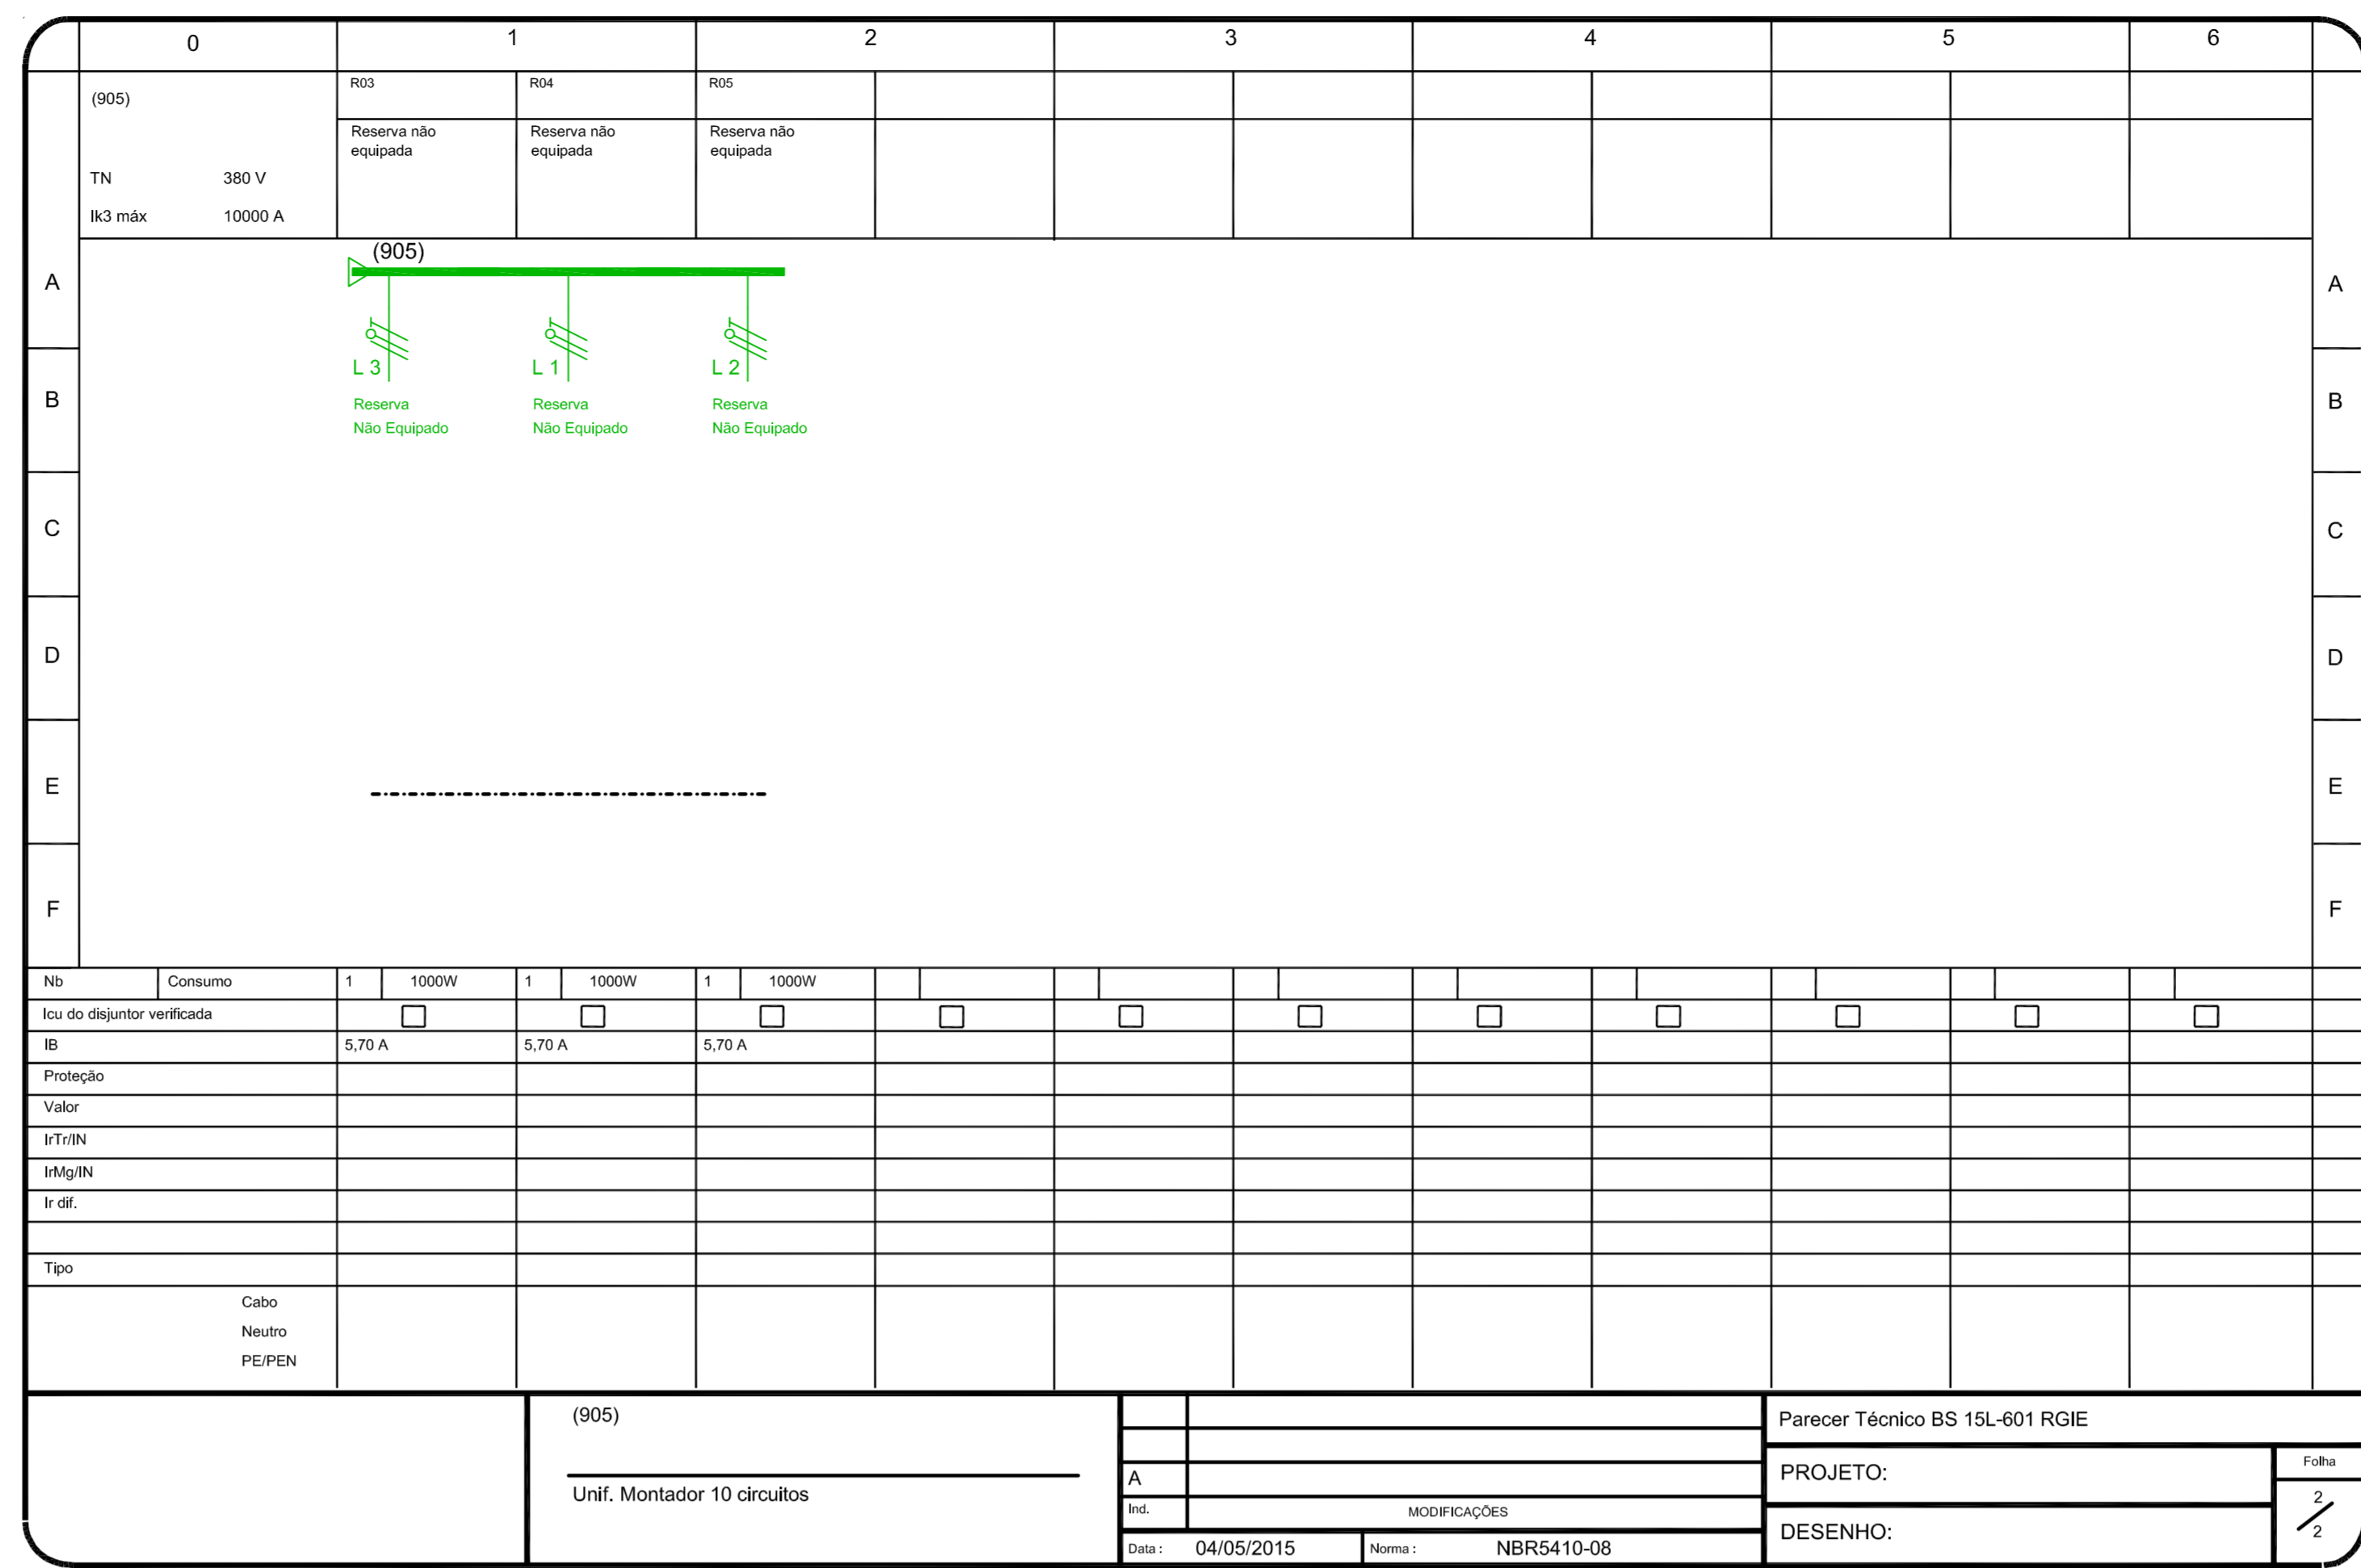 0 1 2 3 4 5 6
(905)
R03 R04 R05
Reserva não Reserva não Reserva não
equipada equipada equipada
TN 380 V
Ik3 máx 10000 A
(905)
A A
L 3 L 1 L 2
B B
Reserva Reserva Reserva
Não Equipado Não Equipado Não Equipado
C C
D D
E E
F F
Nb Consumo 1 1000W 1 1000W 1 1000W
Icu do disjuntor verificada
IB 5,70 A 5,70 A 5,70 A
Proteção
Valor
IrTr/IN
IrMg/IN
Ir dif.
Tipo
Cabo
Neutro
PE/PEN
(905)
Unif. Montador 10 circuitos
A
Ind. MODIFICAÇÕES
Data : 04/05/2015 Norma : NBR5410-08
Parecer Técnico BS 15L-601 RGIE
PROJETO:
DESENHO:
Folha
2
2